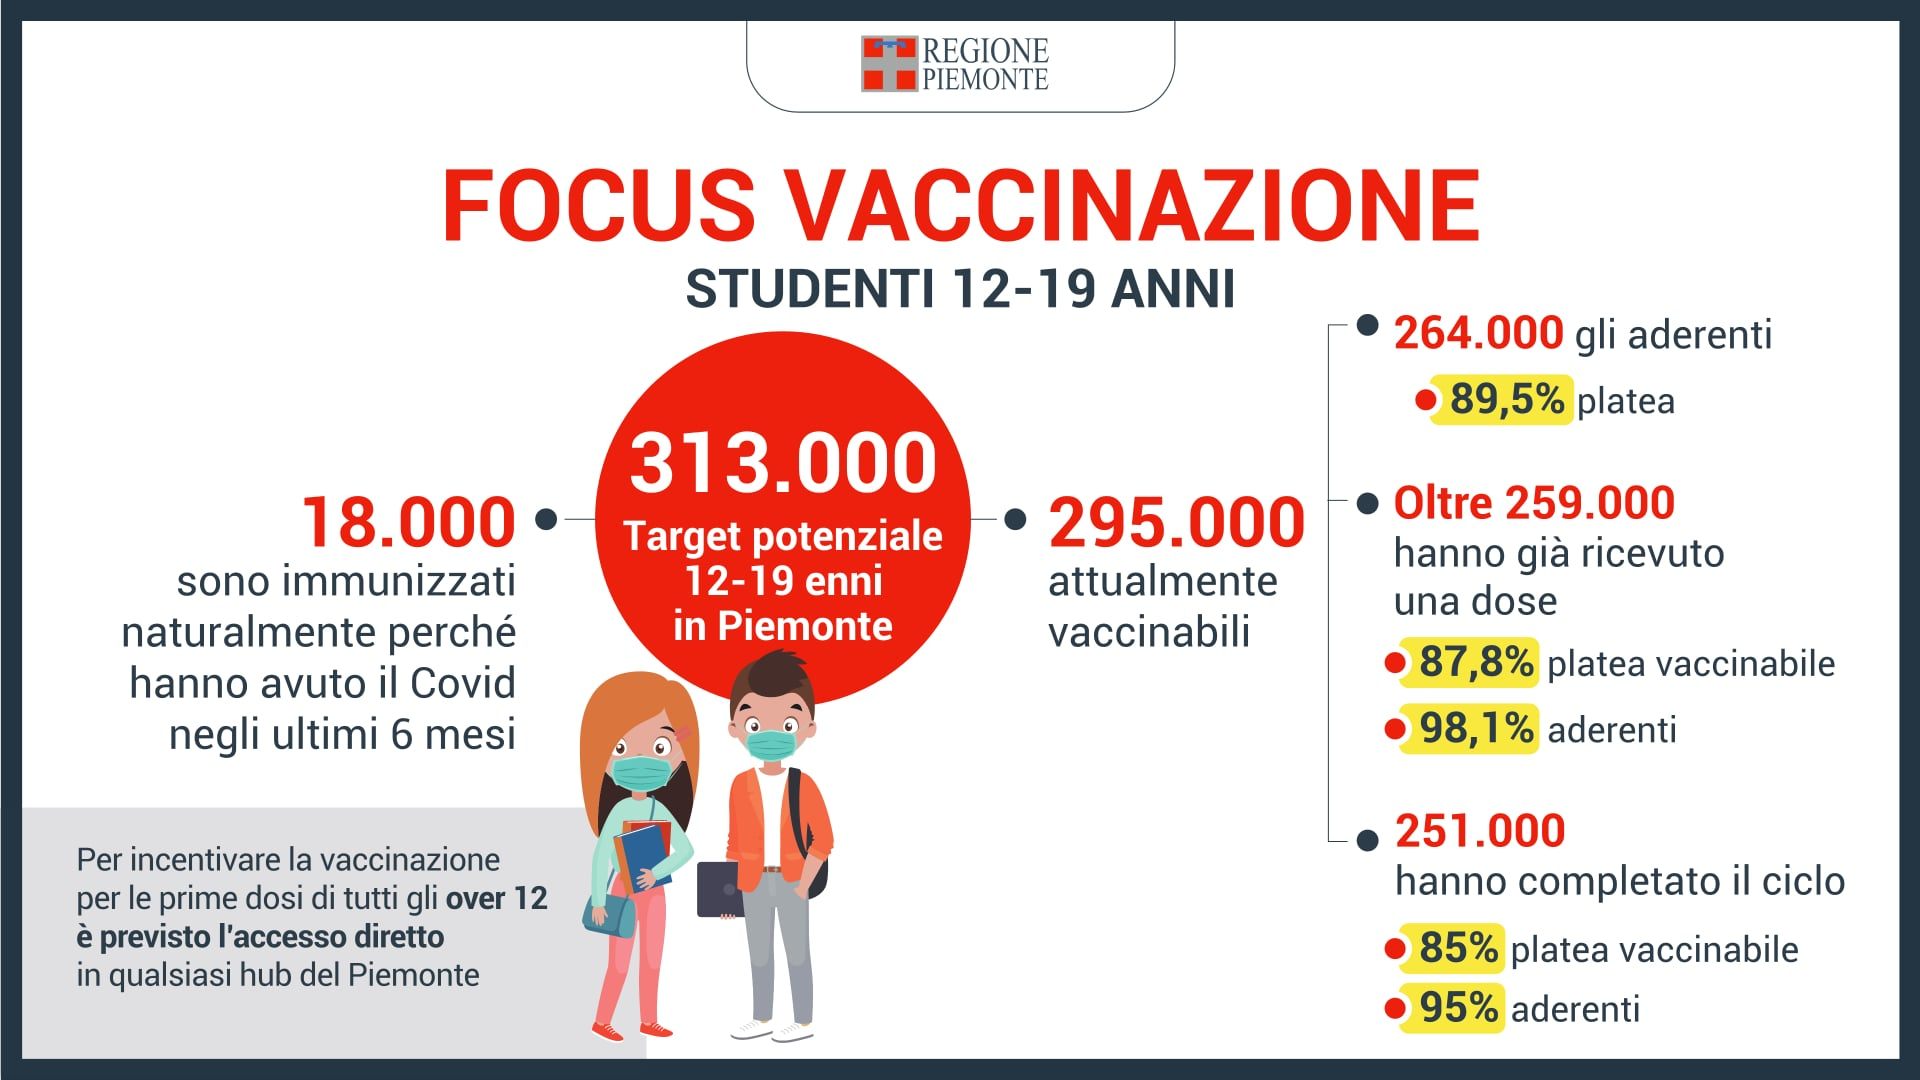 REGIONE
PIEMONTE
FOCUS VACCINAZIONE
STUDENTI 12-19 ANNI
313.000
Target potenziale
12-19 enni
in Piemonte
18.000
sono immunizzati
naturalmente perché
hanno avuto il Covid
negli ultimi 6 mesi
295.000
attualmente
vaccinabili
264.000 gli aderenti
89,5% platea
Oltre 259.000
hanno già ricevuto
una dose
87,8% platea vaccinabile
98,1% aderenti
251.000
hanno completato il ciclo
85% platea vaccinabile
95% aderenti
Per incentivare la vaccinazione
per le prime dosi di tutti gli over 12
è previsto l'accesso diretto
in qualsiasi hub del Piemonte